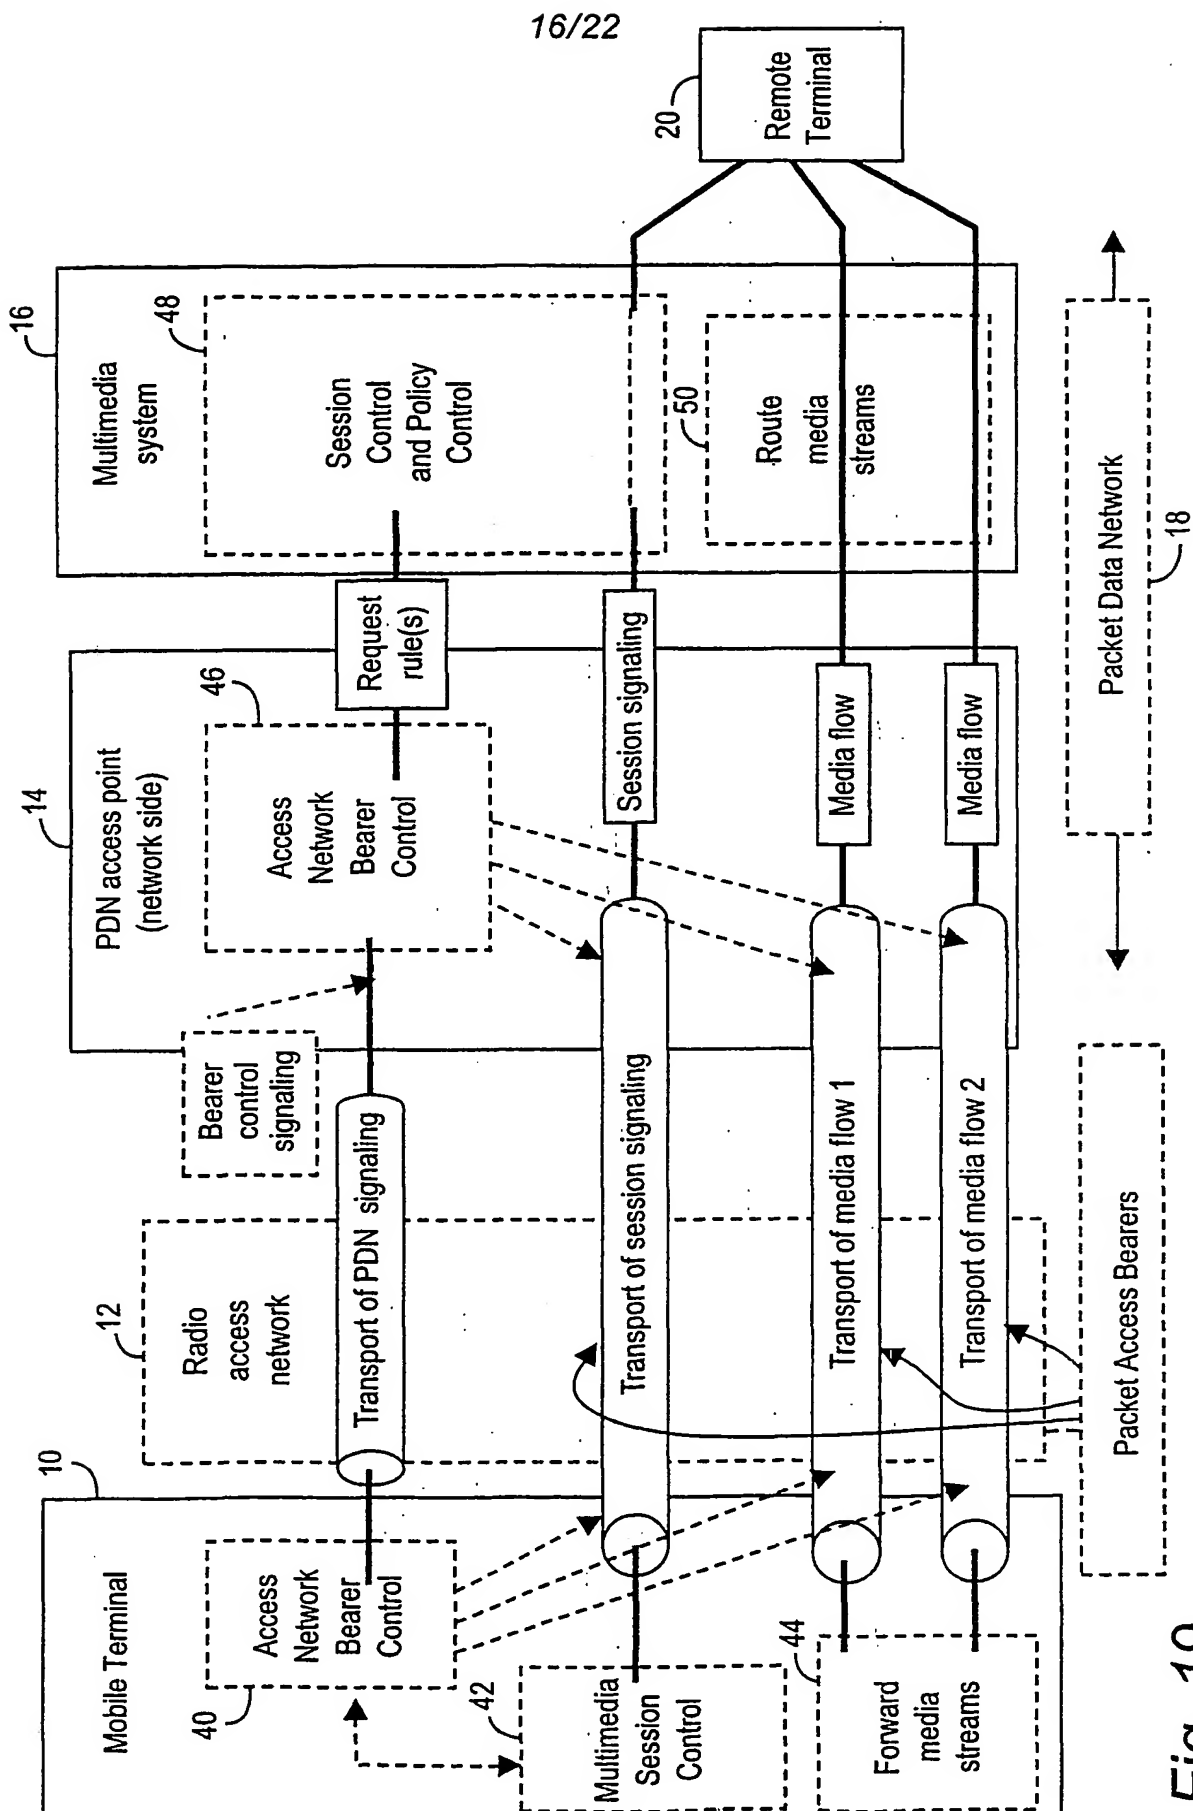 16/22
Mobile Terminal
10
Access
Network
Bearer
Control
40
42
Multimedia
Session
Control
44
Forward
media
streams
12
Radio
access
network
Transport of PDN signaling
Bearer
control
signaling
Transport of session signaling
Transport of media flow 1
Transport of media flow 2
Packet Access Bearers
14
PDN access point
(network side)
46
Access
Network
Bearer
Control
Request
rule(s)
Session signaling
Media flow
Media flow
16
Multimedia
system
48
Session
Control
and Policy
Control
50
Route
media
streams
Packet Data Network
18
20
Remote
Terminal